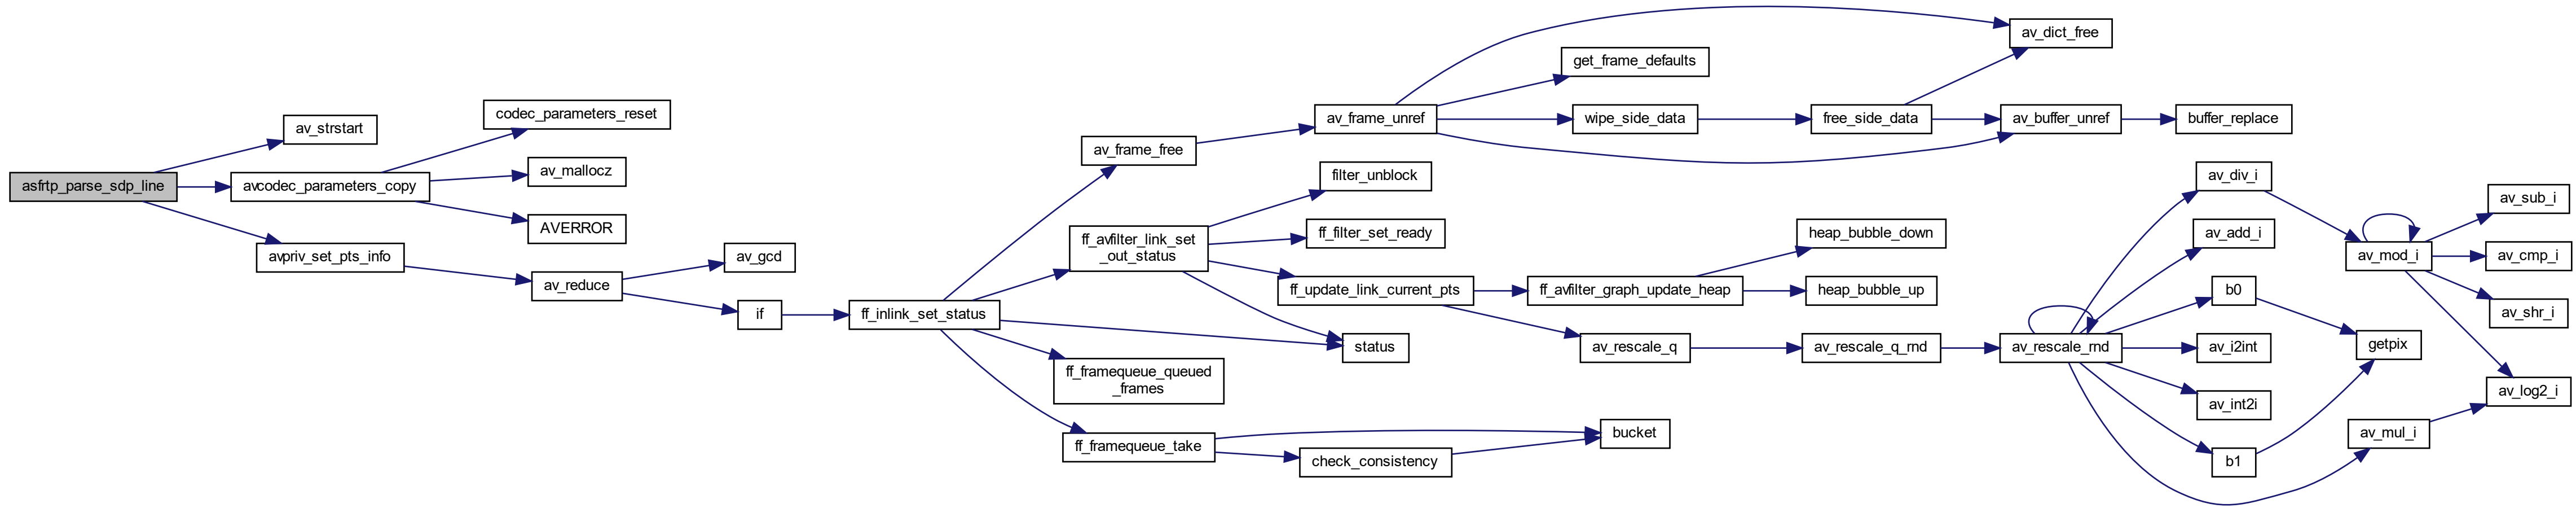 asfrtp_parse_sdp_line
av_strstart
avcodec_parameters_copy
avpriv_set_pts_info
codec_parameters_reset
av_mallocz
AVERROR
av_reduce
av_gcd
if
ff_inlink_set_status
av_frame_free
ff_avfilter_link_set
_out_status
ff_framequeue_queued
_frames
ff_framequeue_take
av_frame_unref
filter_unblock
ff_filter_set_ready
ff_update_link_current_pts
status
check_consistency
get_frame_defaults
wipe_side_data
ff_avfilter_graph_update_heap
av_rescale_q
bucket
free_side_data
heap_bubble_down
heap_bubble_up
av_rescale_q_rnd
av_dict_free
av_buffer_unref
buffer_replace
av_rescale_rnd
av_div_i
av_add_i
b0
av_i2int
av_int2i
b1
av_mod_i
getpix
av_mul_i
av_sub_i
av_cmp_i
av_shr_i
av_log2_i